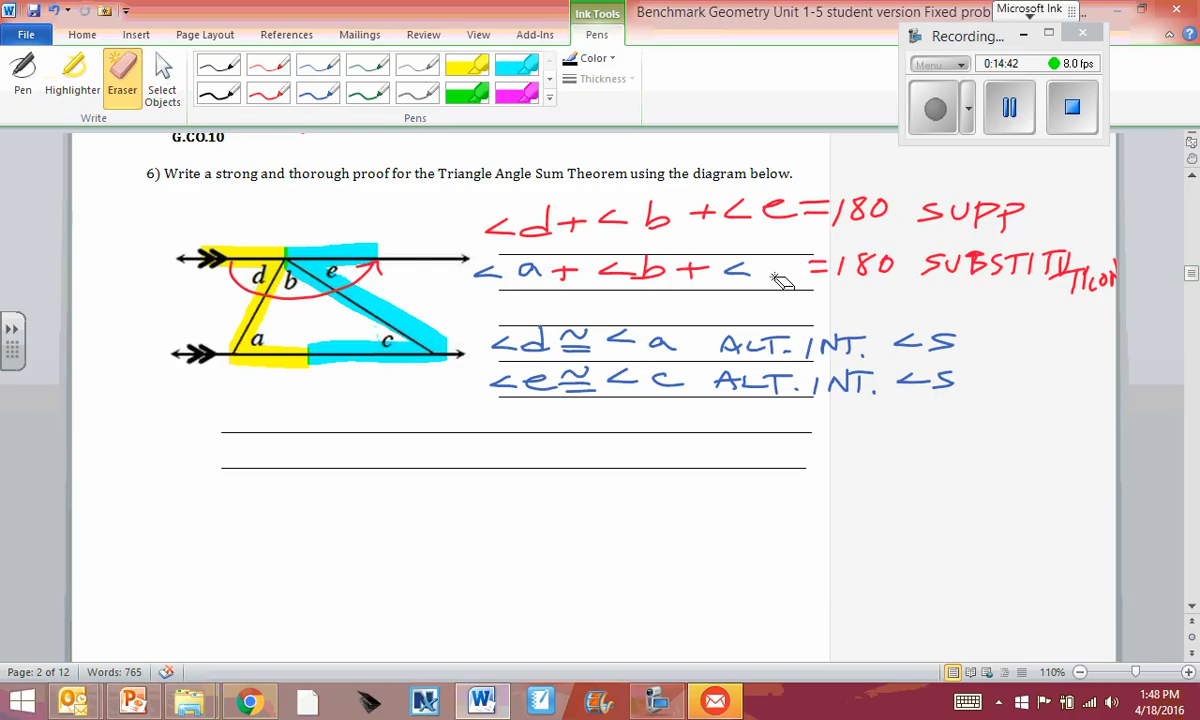 Ink Tools
Benchmark Geometry Unit 1-5 student version Fixed prob
Microsoft Ink
File Home Insert Page Layout References Mailings Review View Add-Ins Pens
Recording...
Menu 0:14:42 8.0 fps
Pen Highlighter Eraser Select Objects
Color
Thickness
Write Pens
G.CO.10
6) Write a strong and thorough proof for the Triangle Angle Sum Theorem using the diagram below.
<d + <b + <e = 180 SUPP
<a + <b + < = 180 SUBSTITUTION
d b e
a c
<d ≅ <a ALT. INT. <S
<e ≅ <c ALT. INT. <S
Page: 2 of 12 Words: 765 110%
1:48 PM
4/18/2016